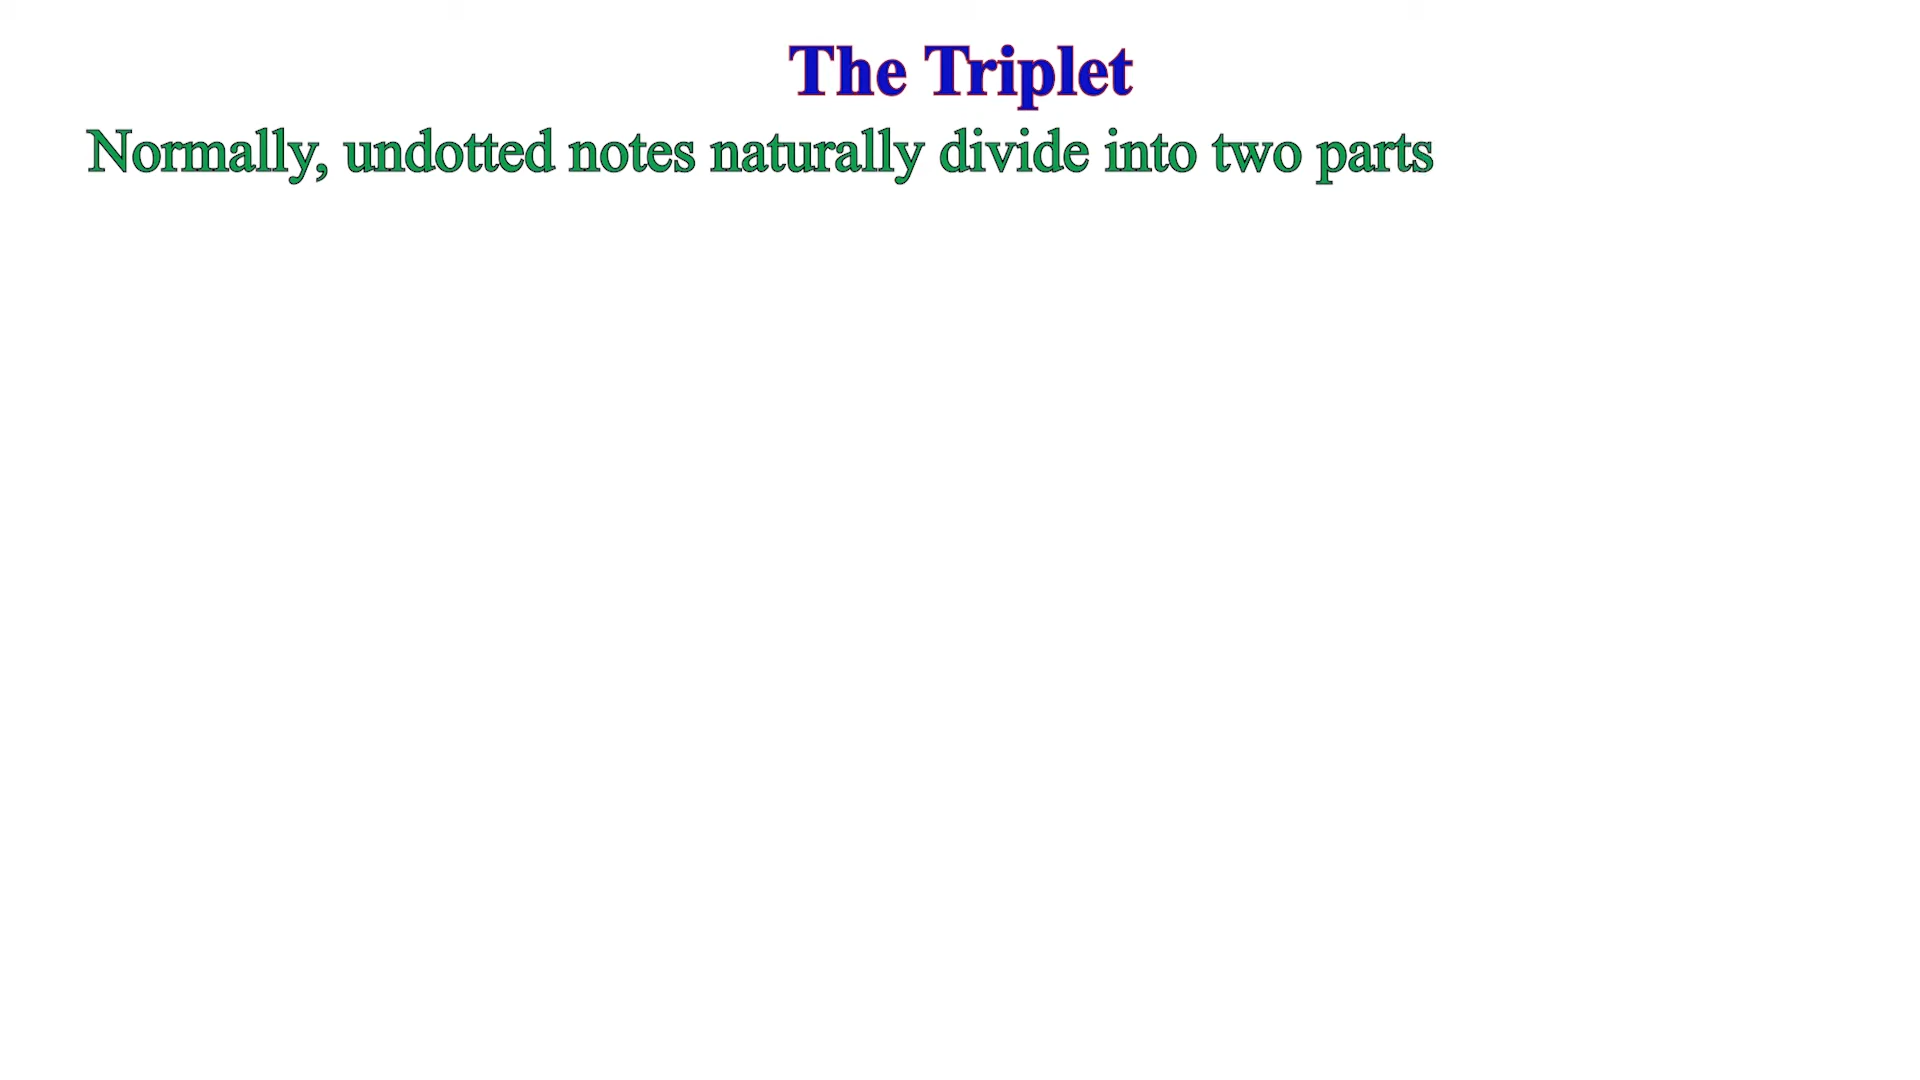 The Triplet
Normally, undotted notes naturally divide into two parts